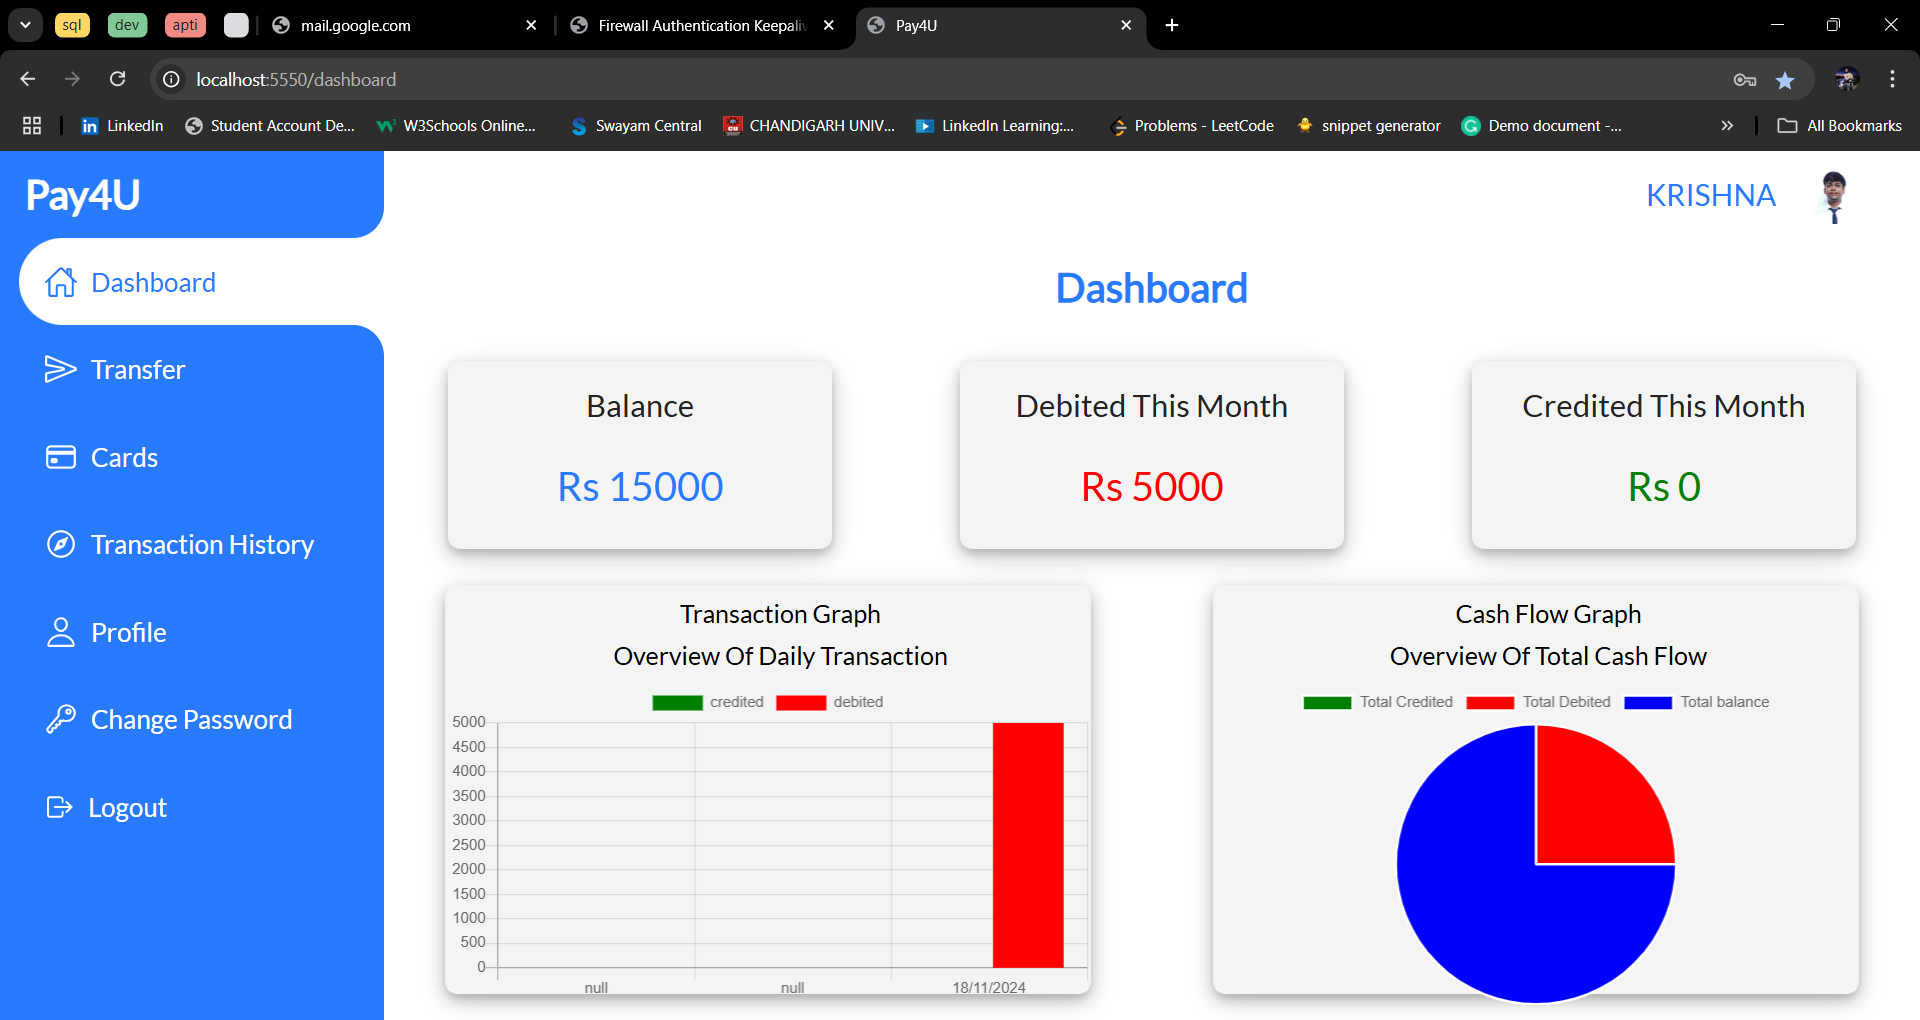 sql dev apti mail.google.com Firewall Authentication Keepaliv Pay4U
localhost:5550/dashboard
LinkedIn Student Account De... W3Schools Online... Swayam Central CHANDIGARH UNIV... LinkedIn Learning:... Problems - LeetCode snippet generator Demo document -... All Bookmarks
Pay4U
KRISHNA
Dashboard
Transfer
Cards
Transaction History
Profile
Change Password
Logout
Dashboard
Balance
Rs 15000
Debited This Month
Rs 5000
Credited This Month
Rs 0
Transaction Graph
Overview Of Daily Transaction
credited debited
5000
4500
4000
3500
3000
2500
2000
1500
1000
500
0
null null 18/11/2024
Cash Flow Graph
Overview Of Total Cash Flow
Total Credited Total Debited Total balance